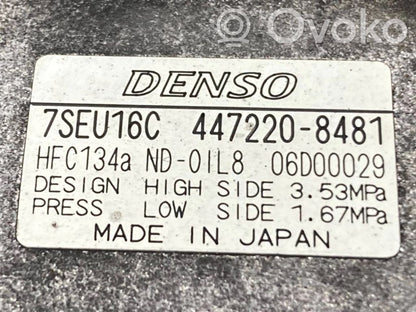 Ovoko
DENSO
7SEU16C 447220-8481
HFC134a ND-OIL8 06D00029
DESIGN HIGH SIDE 3.53MPa
PRESS LOW SIDE 1.67MPa
MADE IN JAPAN